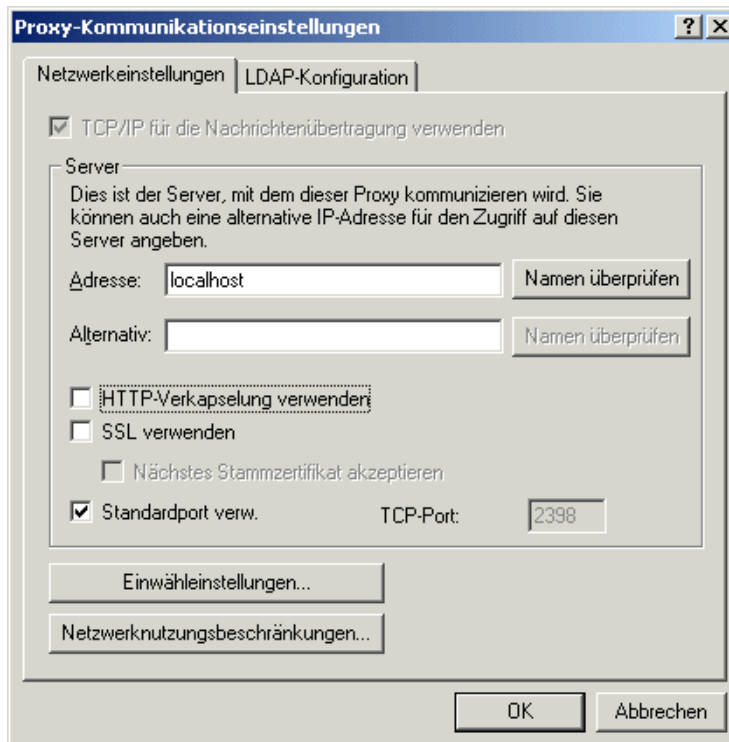 Proxy-Kommunikationseinstellungen
Netzwerkeinstellungen LDAP-Konfiguration
TCP/IP für die Nachrichtenübertragung verwenden
Server
Dies ist der Server, mit dem dieser Proxy kommunizieren wird. Sie
können auch eine alternative IP-Adresse für den Zugriff auf diesen
Server angeben.
Adresse: localhost Namen überprüfen
Alternativ: Namen überprüfen
HTTP-Verkapselung verwenden
SSL verwenden
Nächstes Stammzertifikat akzeptieren
Standardport verw. TCP-Port: 2398
Einwähleinstellungen...
Netzwerknutzungsbeschränkungen...
OK Abbrechen